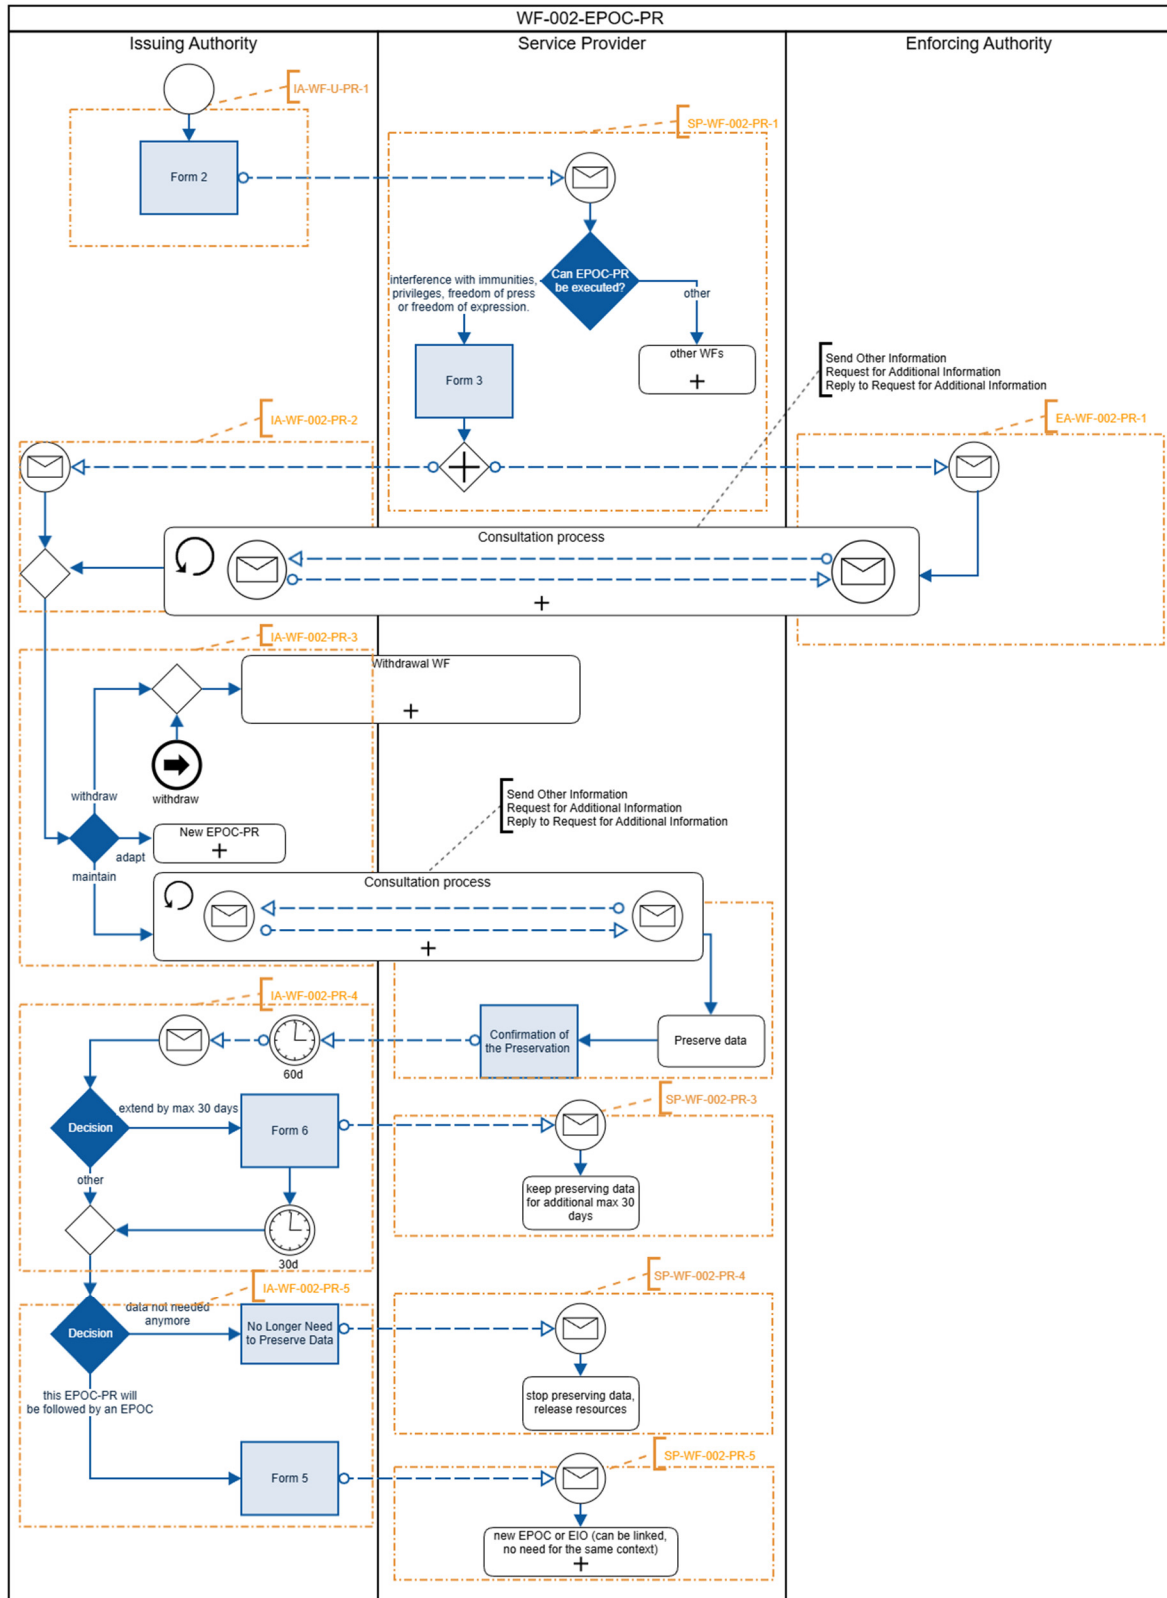 WF-002-EPOC-PR
Issuing Authority
Service Provider
Enforcing Authority
IA-WF-U-PR-1
SP-WF-002-PR-1
Form 2
Can EPOC-PR
be executed?
interference with immunities,
privileges, freedom of press
or freedom of expression.
other
other WFs
Form 3
Send Other Information
Request for Additional Information
Reply to Request for Additional Information
IA-WF-002-PR-2
EA-WF-002-PR-1
Consultation process
IA-WF-002-PR-3
Withdrawal WF
withdraw
withdraw
New EPOC-PR
adapt
maintain
Send Other Information
Request for Additional Information
Reply to Request for Additional Information
Consultation process
IA-WF-002-PR-4
60d
Confirmation of
the Preservation
Preserve data
Decision
extend by max 30 days
Form 6
SP-WF-002-PR-3
other
keep preserving data
for additional max 30
days
30d
IA-WF-002-PR-5
SP-WF-002-PR-4
data not needed
anymore
Decision
No Longer Need
to Preserve Data
this EPOC-PR will
be followed by an EPOC
stop preserving data,
release resources
SP-WF-002-PR-5
Form 5
new EPOC or EIO (can be linked,
no need for the same context)